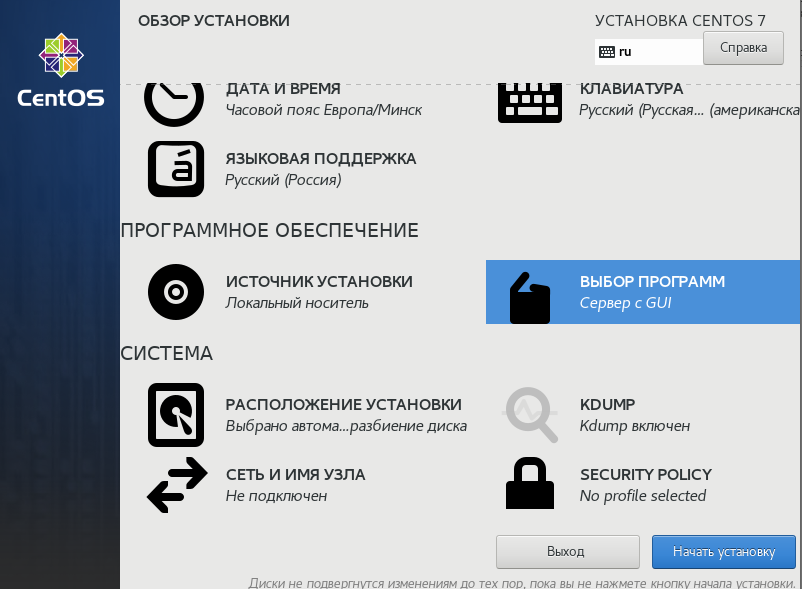 CentOS
ОБЗОР УСТАНОВКИ
УСТАНОВКА CENTOS 7
ru
Справка
ДАТА И ВРЕМЯ
Часовой пояс Европа/Минск
КЛАВИАТУРА
Русский (Русская... (американска
ЯЗЫКОВАЯ ПОДДЕРЖКА
Русский (Россия)
ПРОГРАММНОЕ ОБЕСПЕЧЕНИЕ
ИСТОЧНИК УСТАНОВКИ
Локальный носитель
ВЫБОР ПРОГРАММ
Сервер с GUI
СИСТЕМА
РАСПОЛОЖЕНИЕ УСТАНОВКИ
Выбрано автома...разбиение диска
KDUMP
Kdump включен
СЕТЬ И ИМЯ УЗЛА
Не подключен
SECURITY POLICY
No profile selected
Выход
Начать установку
Диски не подвергнутся изменениям до тех пор, пока вы не нажмете кнопку начала установки.